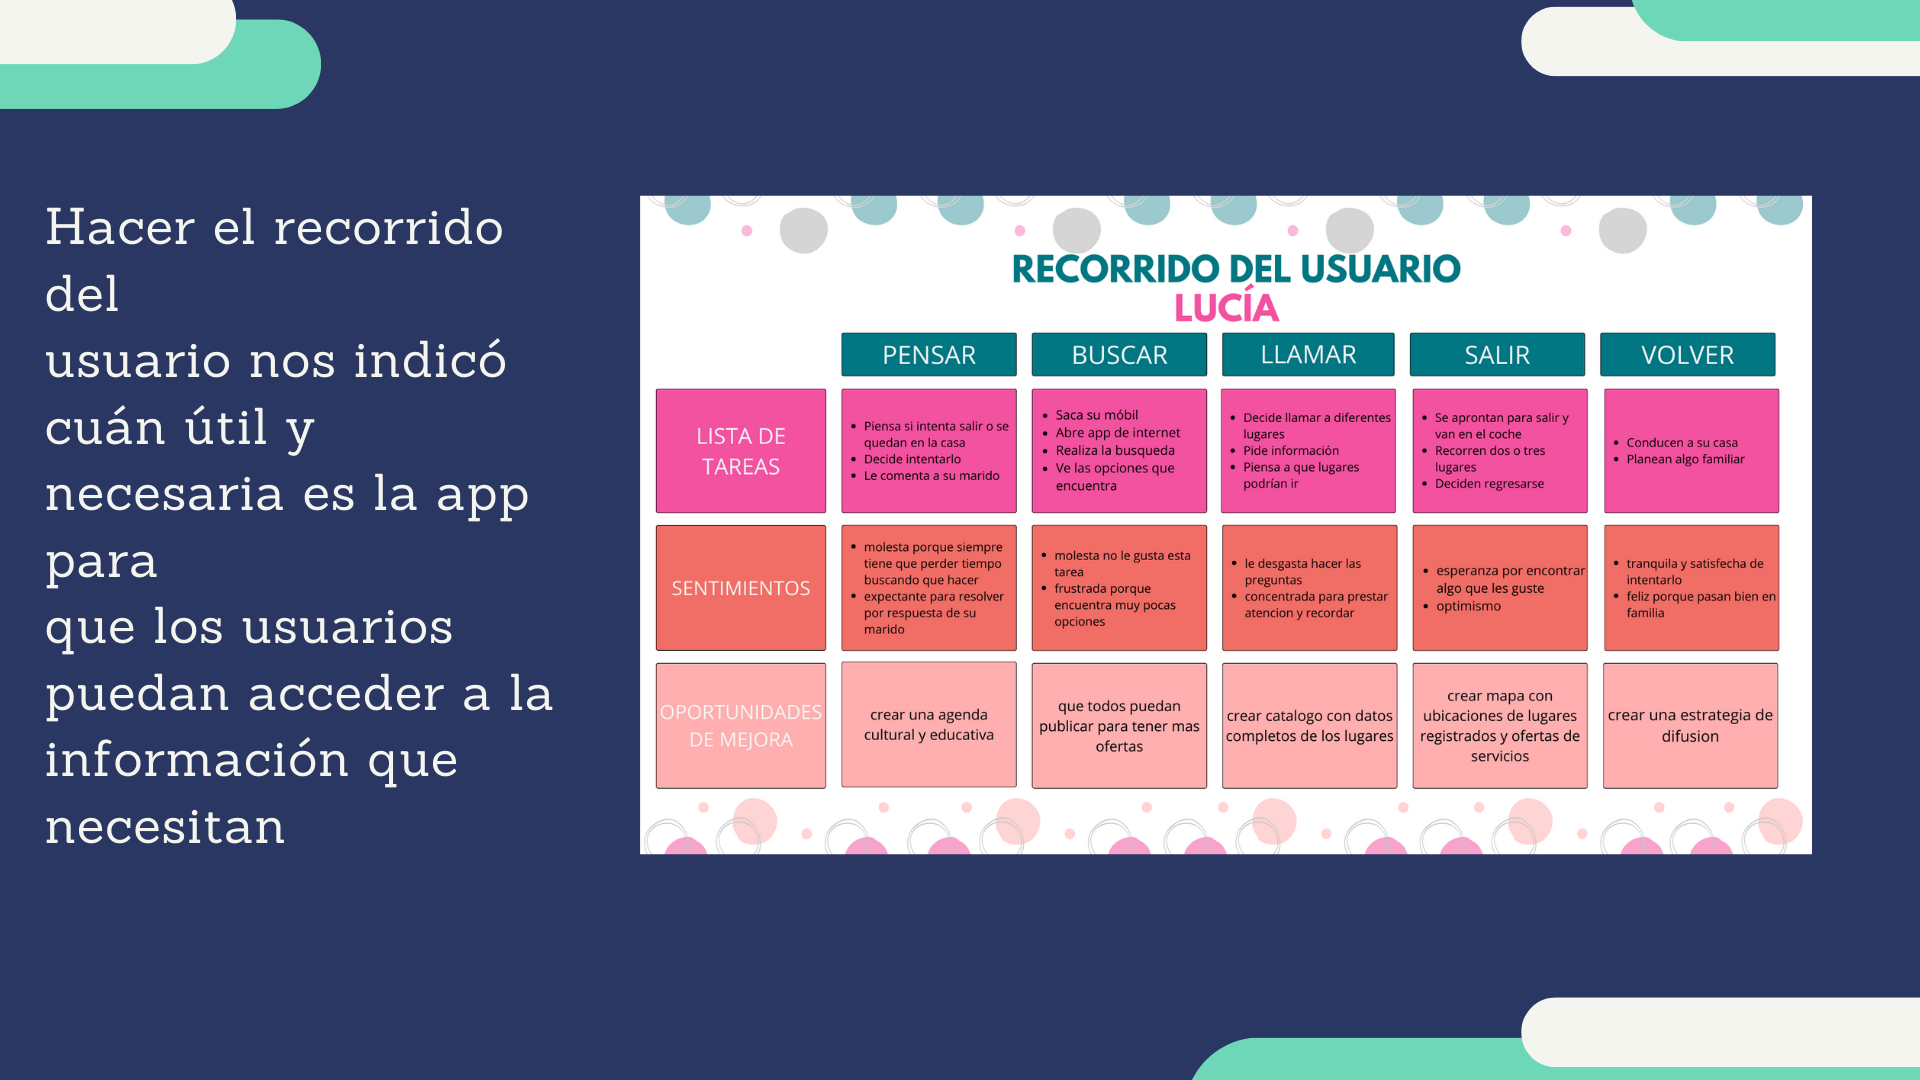 Hacer el recorrido
del
usuario nos indicó
cuán útil y
necesaria es la app
para
que los usuarios
puedan acceder a la
información que
necesitan
RECORRIDO DEL USUARIO
LUCÍA
PENSAR
BUSCAR
LLAMAR
SALIR
VOLVER
LISTA DE
TAREAS
• Piensa si intenta salir o se
quedan en la casa
• Decide intentarlo
• Le comenta a su marido
• Saca su móbil
• Abre app de internet
• Realiza la busqueda
• Ve las opciones que
encuentra
• Decide llamar a diferentes
lugares
• Pide información
• Piensa a que lugares
podrían ir
• Se aprontan para salir y
van en el coche
• Recorren dos o tres
lugares
• Deciden regresarse
• Conducen a su casa
• Planean algo familiar
SENTIMIENTOS
• molesta porque siempre
tiene que perder tiempo
buscando que hacer
• expectante para resolver
por respuesta de su
marido
• molesta no le gusta esta
tarea
• frustrada porque
encuentra muy pocas
opciones
• le desgasta hacer las
preguntas
• concentrada para prestar
atencion y recordar
• esperanza por encontrar
algo que les guste
• optimismo
• tranquila y satisfecha de
intentarlo
• feliz porque pasan bien en
familia
OPORTUNIDADES
DE MEJORA
crear una agenda
cultural y educativa
que todos puedan
publicar para tener mas
ofertas
crear catalogo con datos
completos de los lugares
crear mapa con
ubicaciones de lugares
registrados y ofertas de
servicios
crear una estrategia de
difusion